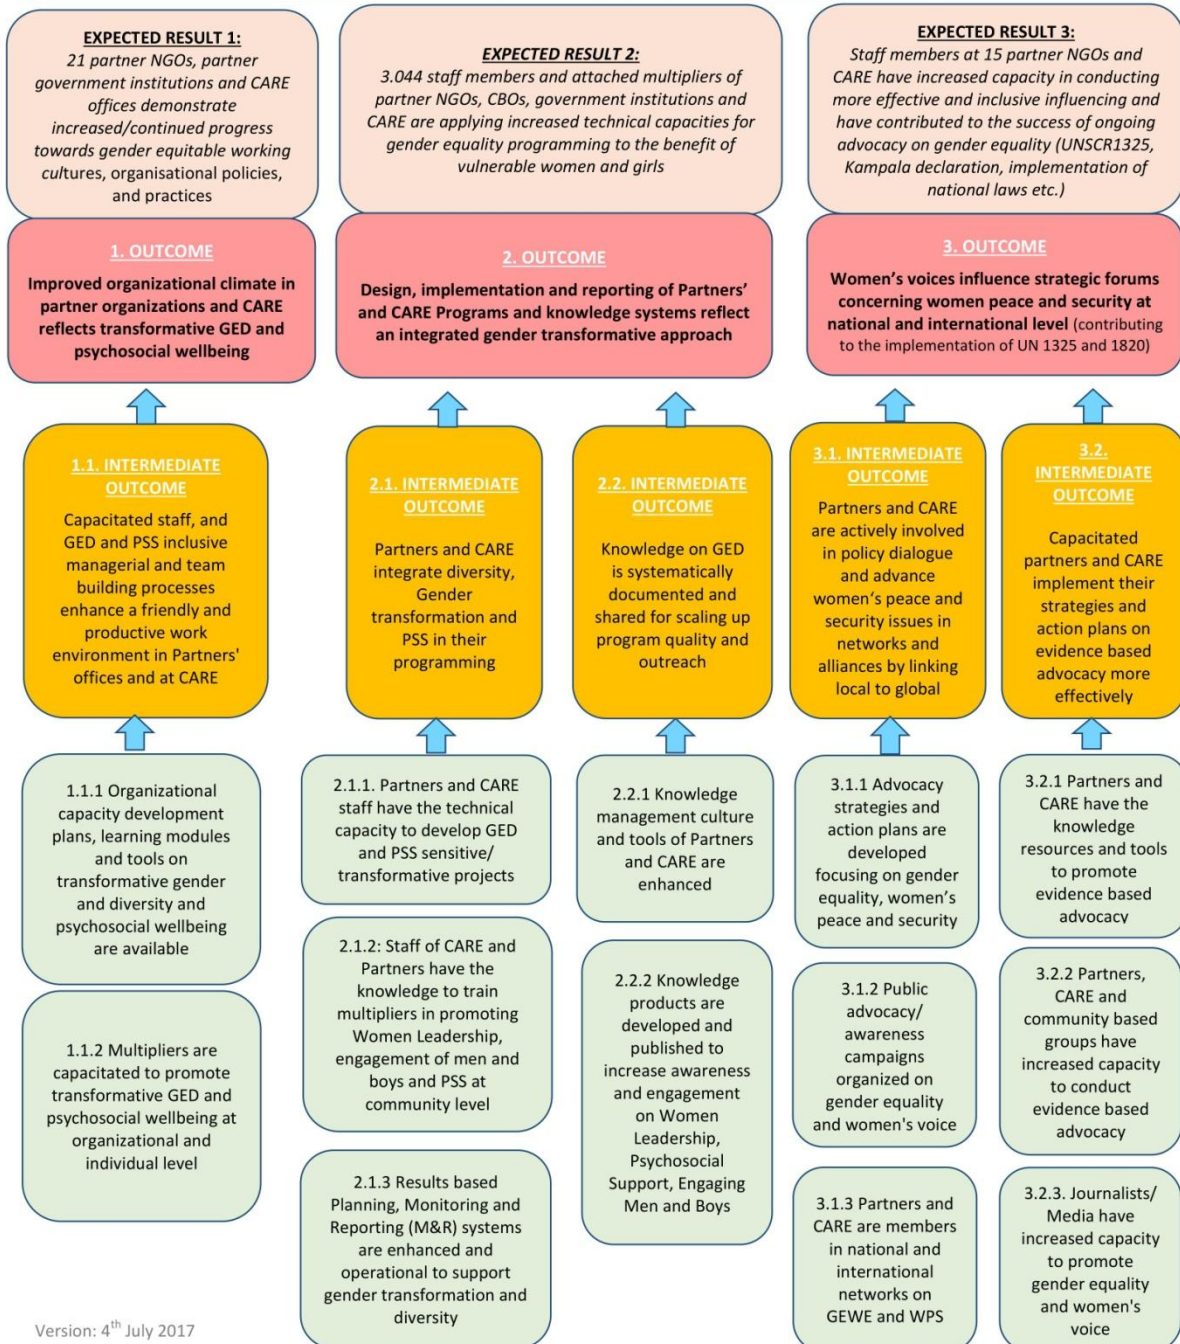 EXPECTED RESULT 1:
21 partner NGOs, partner
government institutions and CARE
offices demonstrate
increased/continued progress
towards gender equitable working
cultures, organisational policies,
and practices
EXPECTED RESULT 2:
3.044 staff members and attached multipliers of
partner NGOs, CBOs, government institutions and
CARE are applying increased technical capacities for
gender equality programming to the benefit of
vulnerable women and girls
EXPECTED RESULT 3:
Staff members at 15 partner NGOs and
CARE have increased capacity in conducting
more effective and inclusive influencing and
have contributed to the success of ongoing
advocacy on gender equality (UNSCR1325,
Kampala declaration, implementation of
national laws etc.)
1. OUTCOME
Improved organizational climate in
partner organizations and CARE
reflects transformative GED and
psychosocial wellbeing
2. OUTCOME
Design, implementation and reporting of Partners'
and CARE Programs and knowledge systems reflect
an integrated gender transformative approach
3. OUTCOME
Women's voices influence strategic forums
concerning women peace and security at
national and international level (contributing
to the implementation of UN 1325 and 1820)
1.1. INTERMEDIATE
OUTCOME
Capacitated staff, and
GED and PSS inclusive
managerial and team
building processes
enhance a friendly and
productive work
environment in Partners'
offices and at CARE
2.1. INTERMEDIATE
OUTCOME
Partners and CARE
integrate diversity,
Gender
transformation and
PSS in their
programming
2.2. INTERMEDIATE
OUTCOME
Knowledge on GED
is systematically
documented and
shared for scaling up
program quality and
outreach
3.1. INTERMEDIATE
OUTCOME
Partners and CARE
are actively involved
in policy dialogue
and advance
women's peace and
security issues in
networks and
alliances by linking
local to global
3.2.
INTERMEDIATE
OUTCOME
Capacitated
partners and CARE
implement their
strategies and
action plans on
evidence based
advocacy more
effectively
1.1.1 Organizational
capacity development
plans, learning modules
and tools on
transformative gender
and diversity and
psychosocial wellbeing
are available
1.1.2 Multipliers are
capacitated to promote
transformative GED and
psychosocial wellbeing at
organizational and
individual level
2.1.1. Partners and CARE
staff have the technical
capacity to develop GED
and PSS sensitive/
transformative projects
2.1.2: Staff of CARE and
Partners have the
knowledge to train
multipliers in promoting
Women Leadership,
engagement of men and
boys and PSS at
community level
2.1.3 Results based
Planning, Monitoring and
Reporting (M&R) systems
are enhanced and
operational to support
gender transformation and
diversity
2.2.1 Knowledge
management culture
and tools of Partners
and CARE are
enhanced
2.2.2 Knowledge
products are
developed and
published to
increase awareness
and engagement
on Women
Leadership,
Psychosocial
Support, Engaging
Men and Boys
3.1.1 Advocacy
strategies and
action plans are
developed
focusing on gender
equality, women's
peace and security
3.1.2 Public
advocacy/
awareness
campaigns
organized on
gender equality
and women's voice
3.1.3 Partners and
CARE are members
in national and
international
networks on
GEWE and WPS
3.2.1 Partners and
CARE have the
knowledge
resources and tools
to promote
evidence based
advocacy
3.2.2 Partners,
CARE and
community based
groups have
increased capacity
to conduct
evidence based
advocacy
3.2.3. Journalists/
Media have
increased capacity
to promote
gender equality
and women's
voice
Version: 4th July 2017